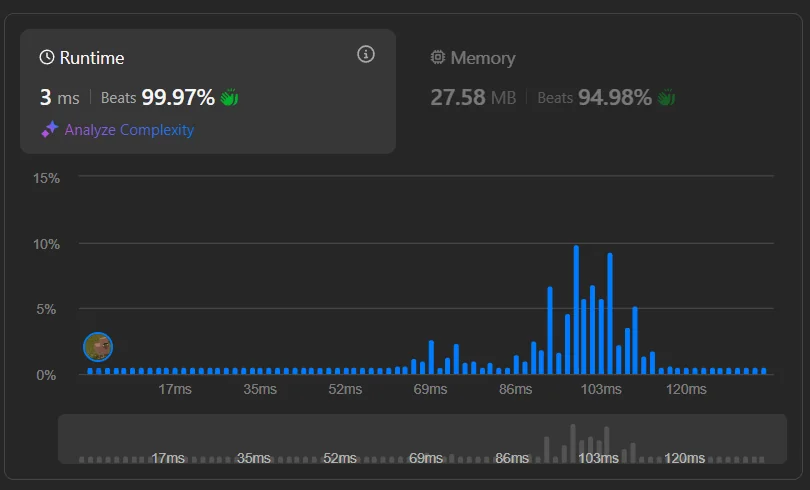 Runtime
3 ms | Beats 99.97%
Analyze Complexity
Memory
27.58 MB | Beats 94.98%
15%
10%
5%
0%
17ms 35ms 52ms 69ms 86ms 103ms 120ms
17ms 35ms 52ms 69ms 86ms 103ms 120ms